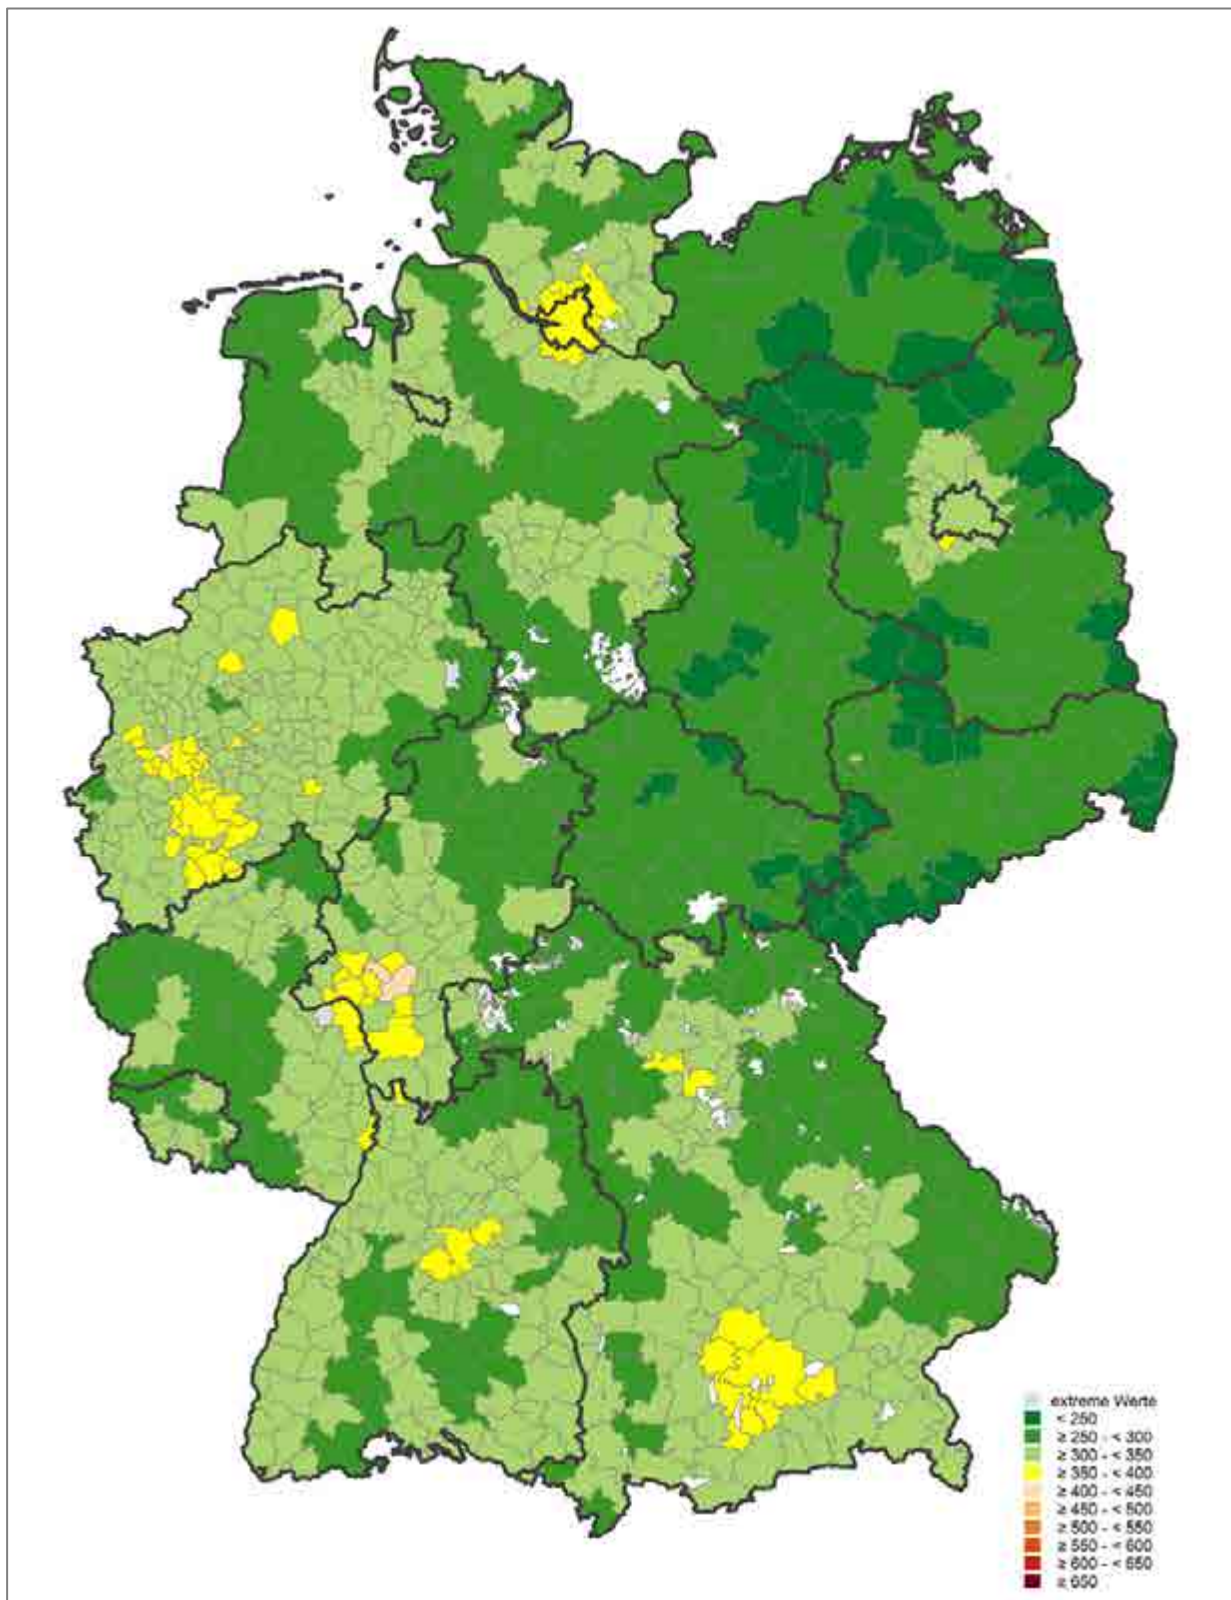 extreme Werte
< 250
≥ 250 - < 300
≥ 300 - < 350
≥ 350 - < 400
≥ 400 - < 450
≥ 450 - < 500
≥ 500 - < 550
≥ 550 - < 600
≥ 600 - < 650
≥ 650